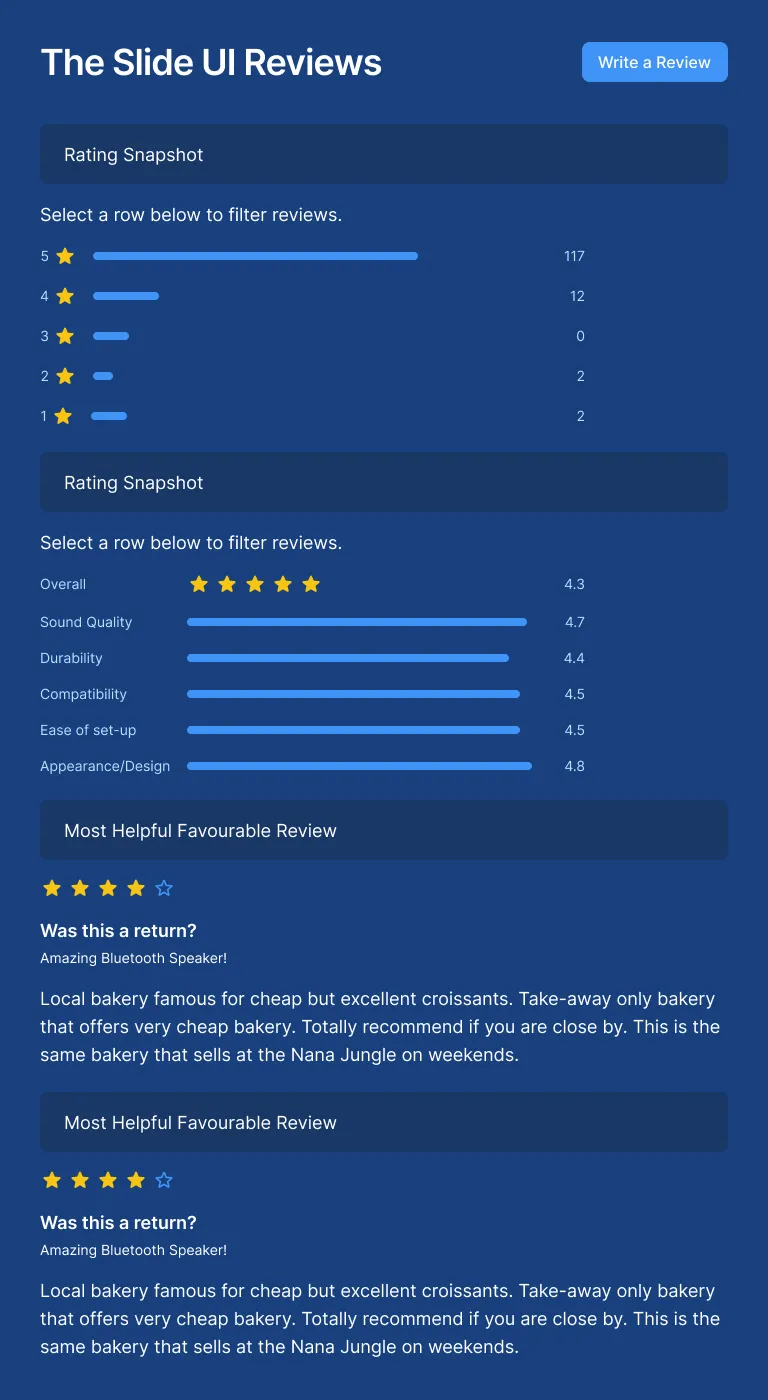 The Slide UI Reviews
Write a Review
Rating Snapshot
Select a row below to filter reviews.
5 117
4 12
3 0
2 2
1 2
Rating Snapshot
Select a row below to filter reviews.
Overall 4.3
Sound Quality 4.7
Durability 4.4
Compatibility 4.5
Ease of set-up 4.5
Appearance/Design 4.8
Most Helpful Favourable Review
Was this a return?
Amazing Bluetooth Speaker!
Local bakery famous for cheap but excellent croissants. Take-away only bakery
that offers very cheap bakery. Totally recommend if you are close by. This is the
same bakery that sells at the Nana Jungle on weekends.
Most Helpful Favourable Review
Was this a return?
Amazing Bluetooth Speaker!
Local bakery famous for cheap but excellent croissants. Take-away only bakery
that offers very cheap bakery. Totally recommend if you are close by. This is the
same bakery that sells at the Nana Jungle on weekends.